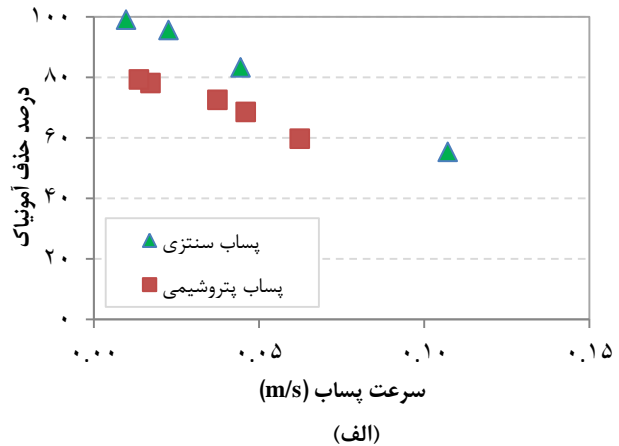 ۱۰۰
۸۰
۶۰
۴۰
۲۰
۰
درصد حذف آمونیاک
پساب سنتزی
پساب پتروشیمی
۰.۰۰ ۰.۰۵ ۰.۱۰ ۰.۱۵
سرعت پساب (m/s)
(الف)